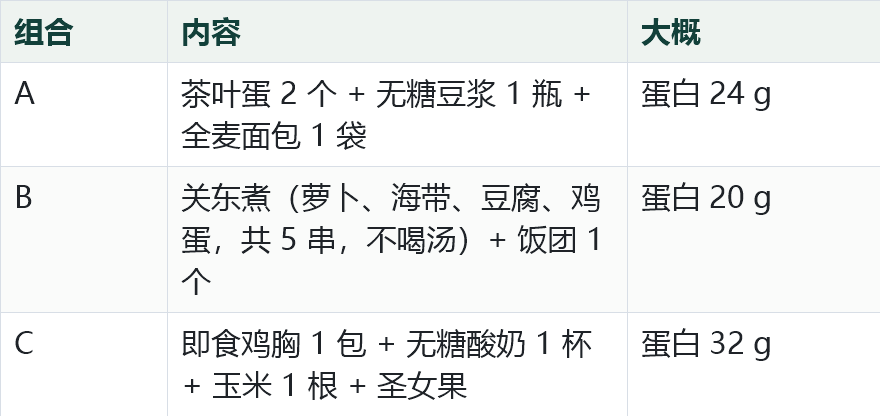 组合 内容 大概
A 茶叶蛋 2 个 + 无糖豆浆 1 瓶 + 蛋白 24 g
全麦面包 1 袋
B 关东煮（萝卜、海带、豆腐、鸡 蛋白 20 g
蛋，共 5 串，不喝汤）+ 饭团 1
个
C 即食鸡胸 1 包 + 无糖酸奶 1 杯 蛋白 32 g
+ 玉米 1 根 + 圣女果